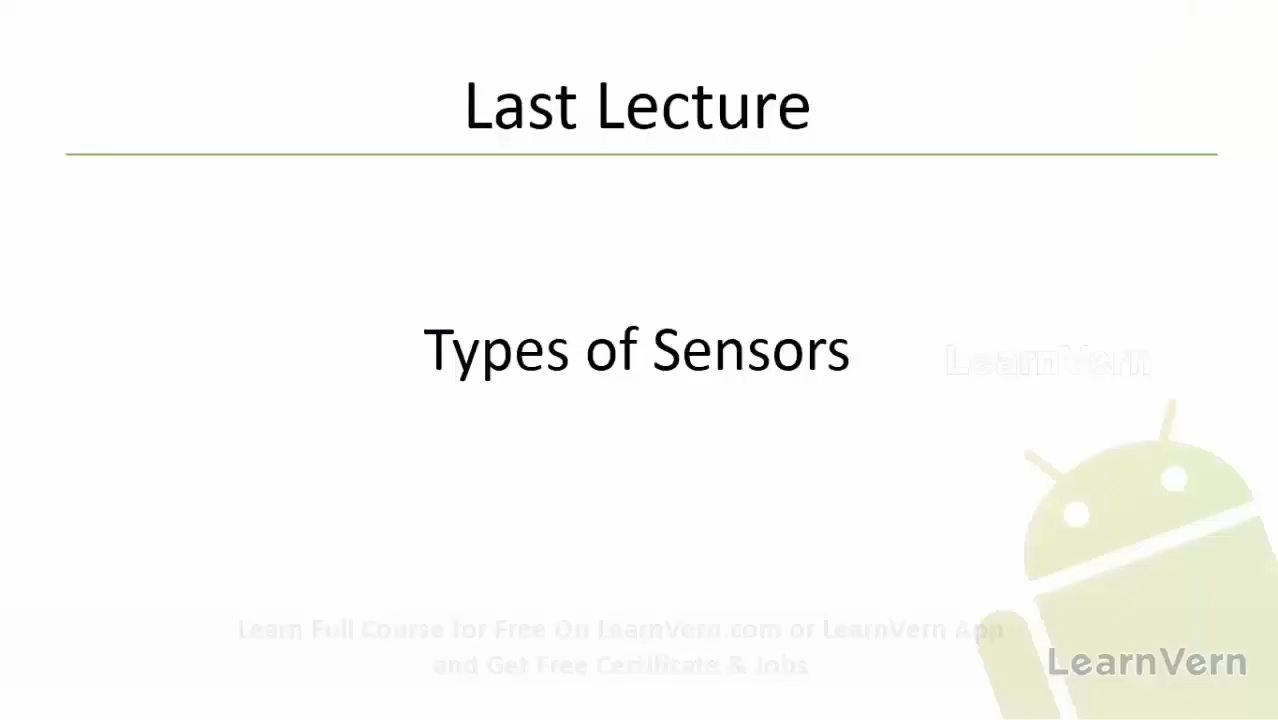 Last Lecture
Types of Sensors
LearnVern
Learn Full Course for Free On LearnVern.com or LearnVern App
and Get Free Certificate & Jobs
LearnVern